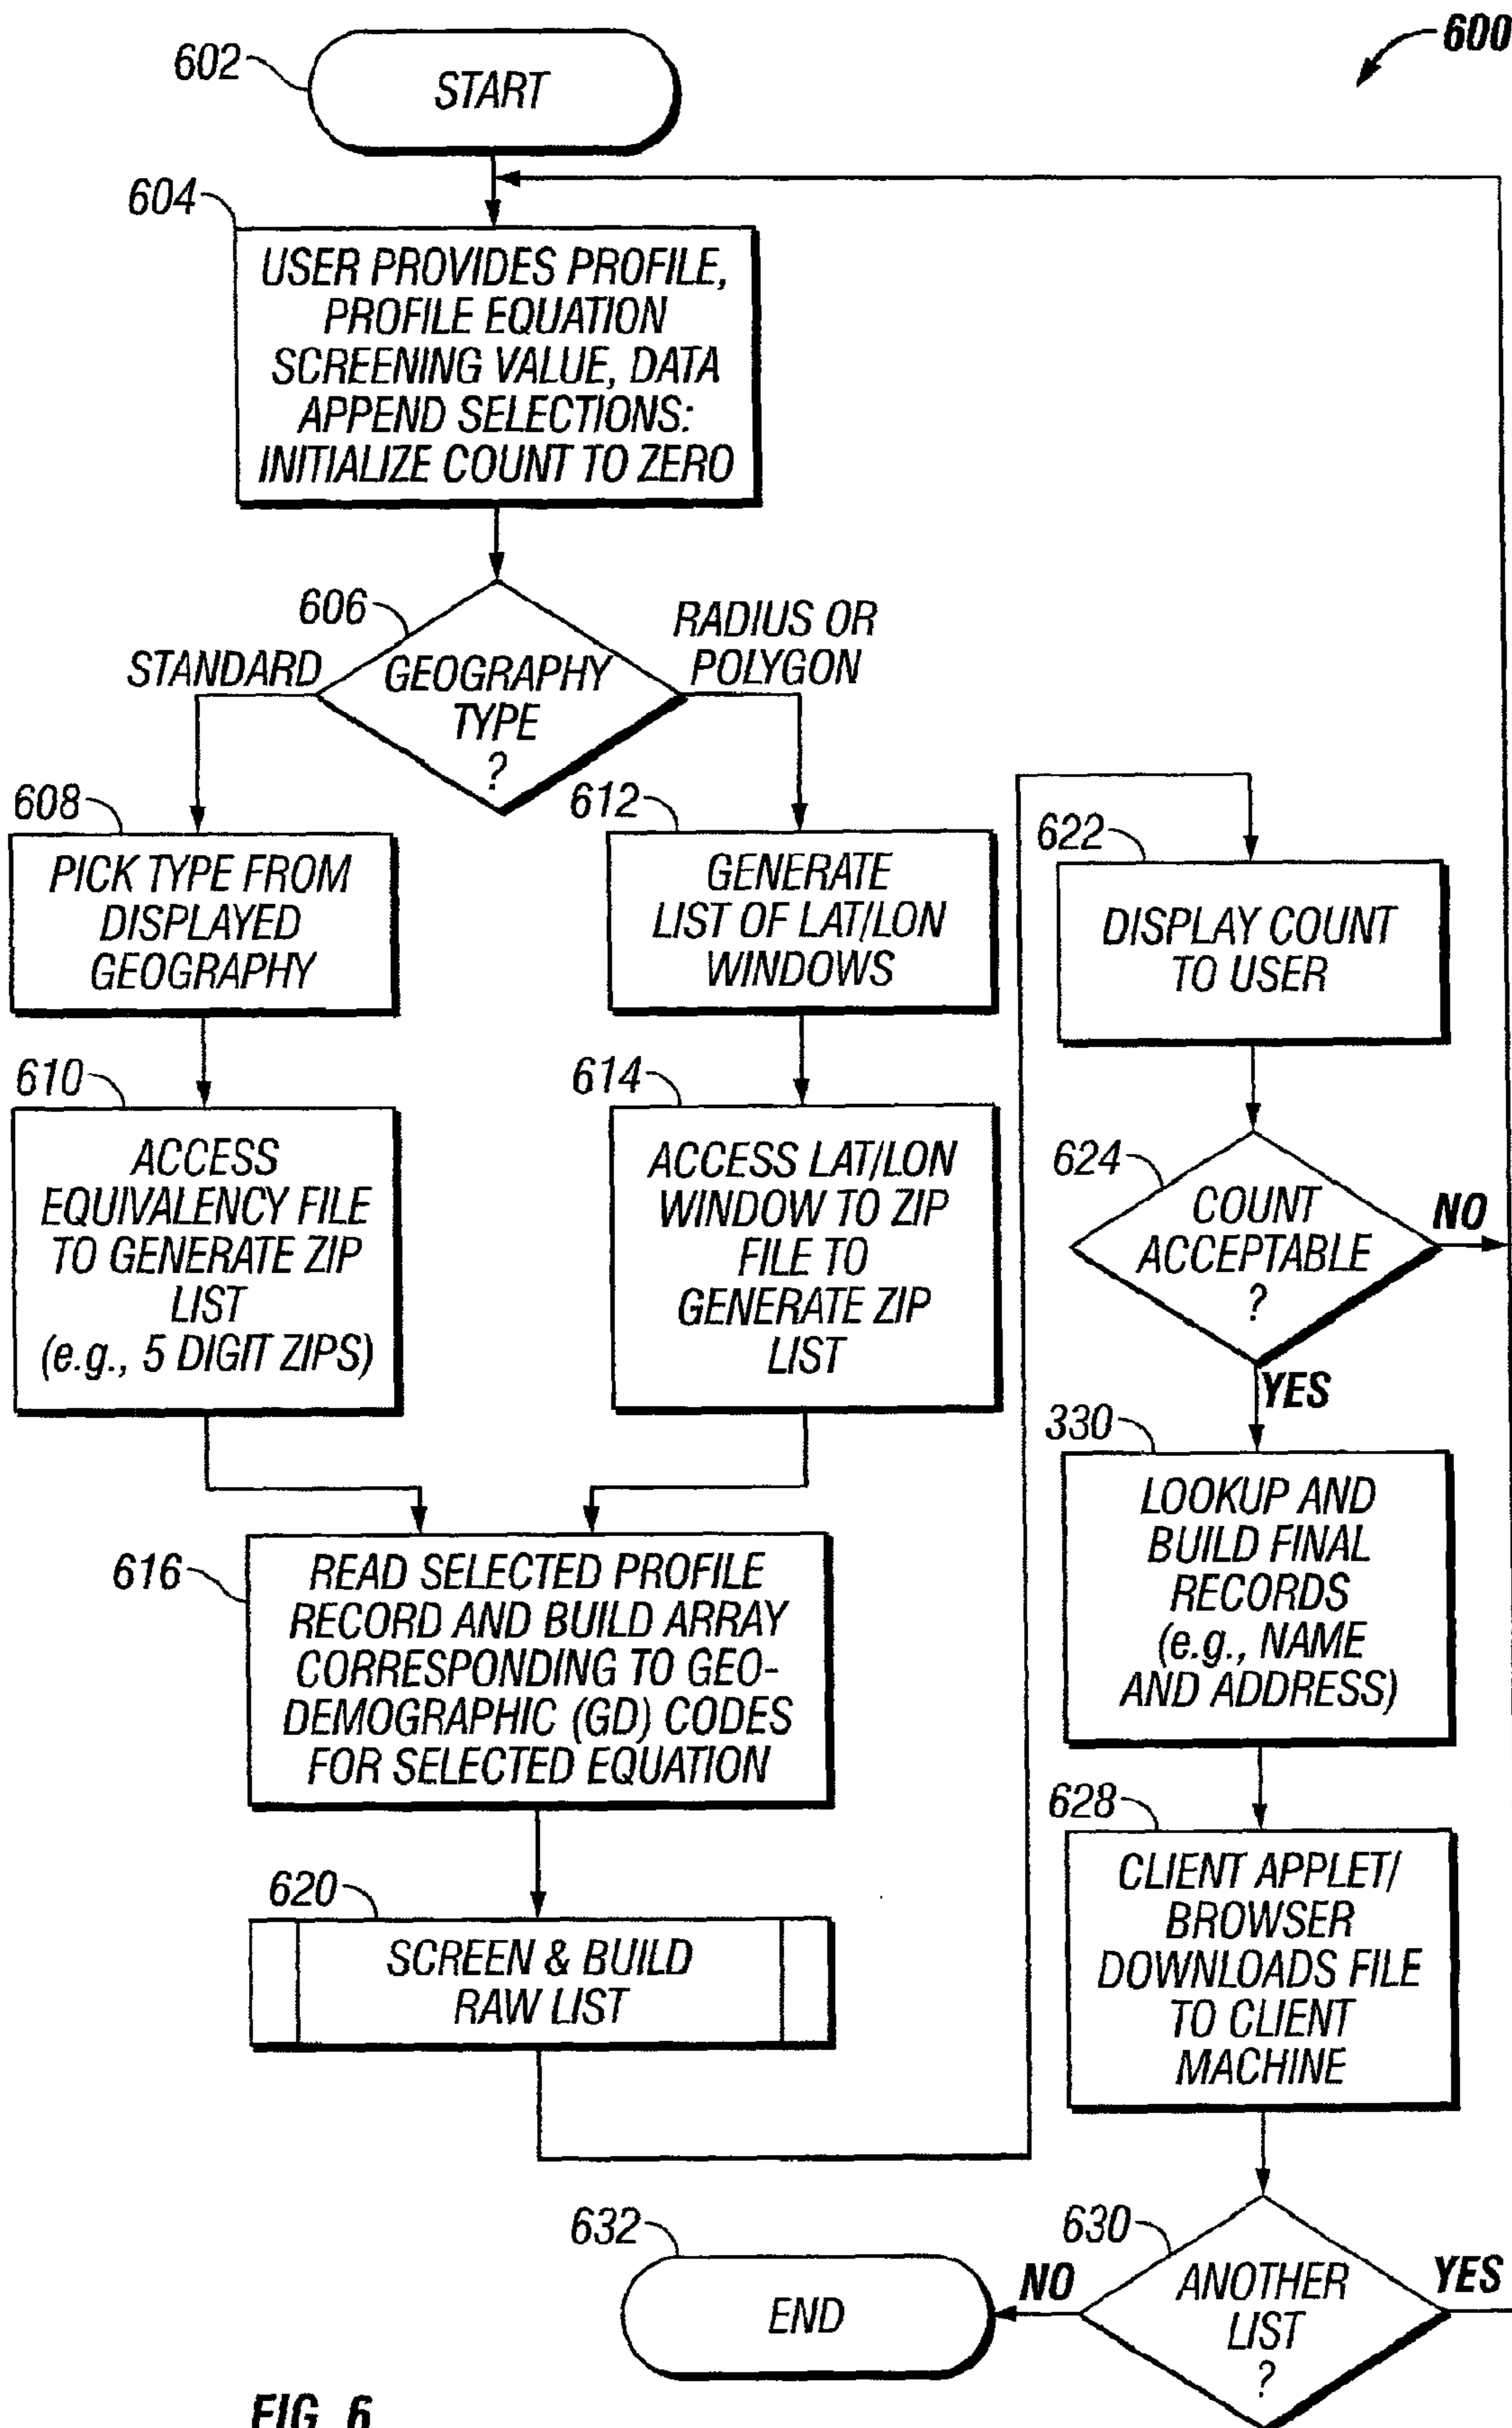 600
602
START
604
USER PROVIDES PROFILE,
PROFILE EQUATION
SCREENING VALUE, DATA
APPEND SELECTIONS:
INITIALIZE COUNT TO ZERO
606
STANDARD
GEOGRAPHY
TYPE
?
RADIUS OR
POLYGON
608
PICK TYPE FROM
DISPLAYED
GEOGRAPHY
610
ACCESS
EQUIVALENCY FILE
TO GENERATE ZIP
LIST
(e.g., 5 DIGIT ZIPS)
612
GENERATE
LIST OF LAT/LON
WINDOWS
614
ACCESS LAT/LON
WINDOW TO ZIP
FILE TO
GENERATE ZIP
LIST
616
READ SELECTED PROFILE
RECORD AND BUILD ARRAY
CORRESPONDING TO GEO-
DEMOGRAPHIC (GD) CODES
FOR SELECTED EQUATION
620
SCREEN & BUILD
RAW LIST
622
DISPLAY COUNT
TO USER
624
COUNT
ACCEPTABLE
?
NO
YES
330
LOOKUP AND
BUILD FINAL
RECORDS
(e.g., NAME
AND ADDRESS)
628
CLIENT APPLET/
BROWSER
DOWNLOADS FILE
TO CLIENT
MACHINE
630
ANOTHER
LIST
?
YES
NO
632
END
FIG. 6